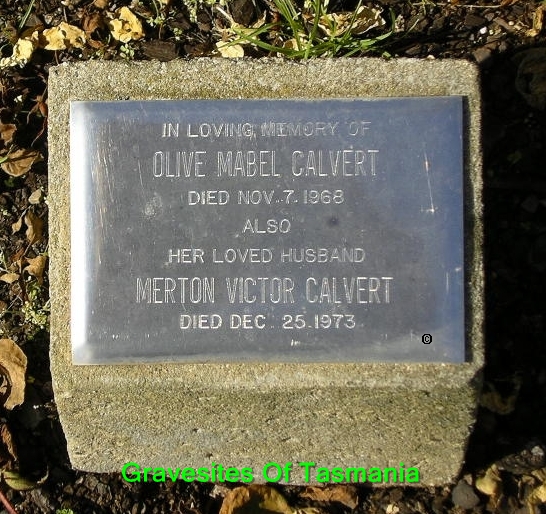 IN LOVING MEMORY OF
OLIVE MABEL CALVERT
DIED NOV. 7. 1968
ALSO
HER LOVED HUSBAND
MERTON VICTOR CALVERT
DIED DEC. 25. 1973
©
Gravesites Of Tasmania